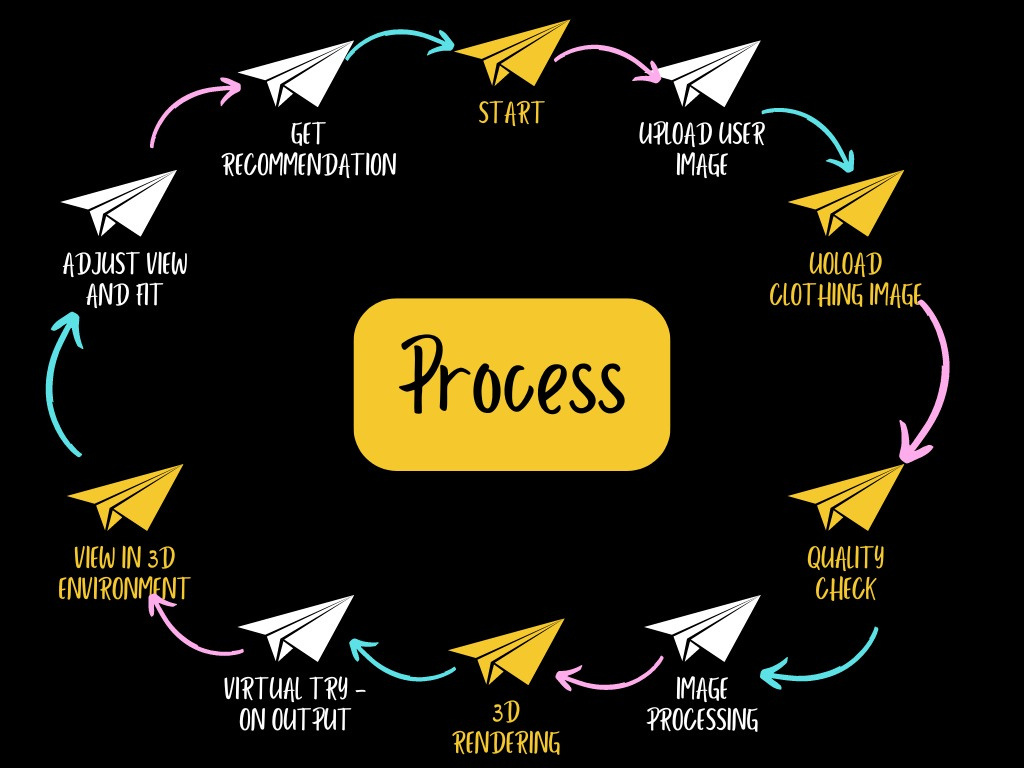 START
UPLOAD USER
IMAGE
UOLOAD
CLOTHING IMAGE
QUALITY
CHECK
IMAGE
PROCESSING
3D
RENDERING
VIRTUAL TRY -
ON OUTPUT
VIEW IN 3D
ENVIRONMENT
ADJUST VIEW
AND FIT
GET
RECOMMENDATION
Process